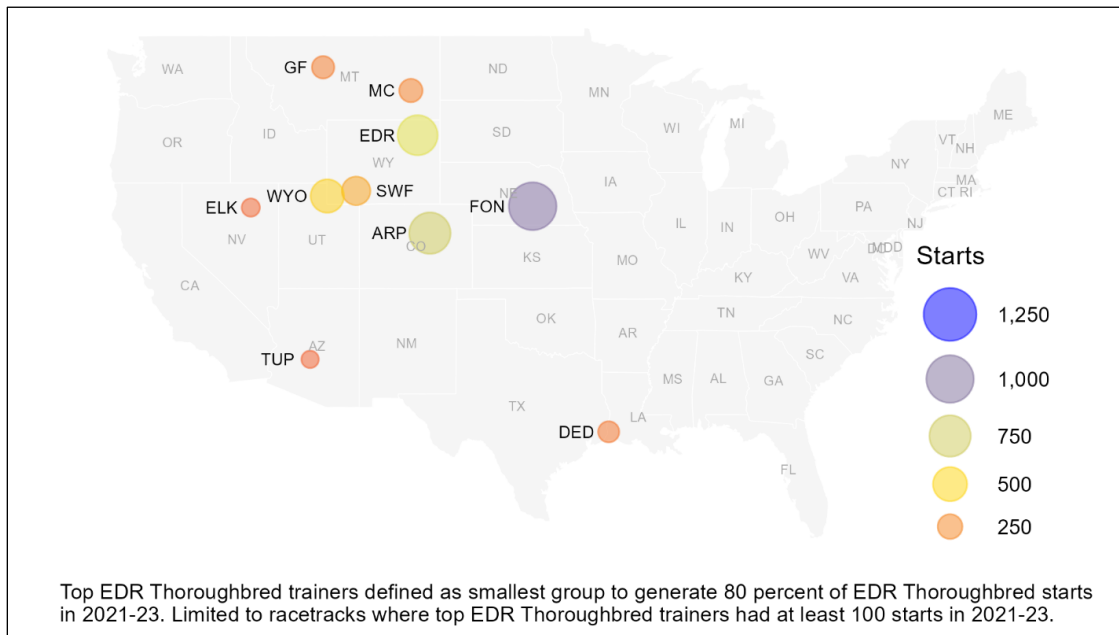 WA
GF
MT
ND
MC
MN
ME
OR
ID
EDR
SD
WI
MI
VT
NH
WY
NY
MA
CT RI
WYO
SWF
NE
IA
ELK
FON
PA
NJ
NV
UT
ARP
CO
IL
IN
OH
MDD
Starts
CA
KS
MO
WV
KY
VA
1,250
TUP
AZ
NM
OK
AR
TN
NC
SC
1,000
TX
MS
AL
GA
DED
LA
750
FL
500
250
Top EDR Thoroughbred trainers defined as smallest group to generate 80 percent of EDR Thoroughbred starts
in 2021-23. Limited to racetracks where top EDR Thoroughbred trainers had at least 100 starts in 2021-23.